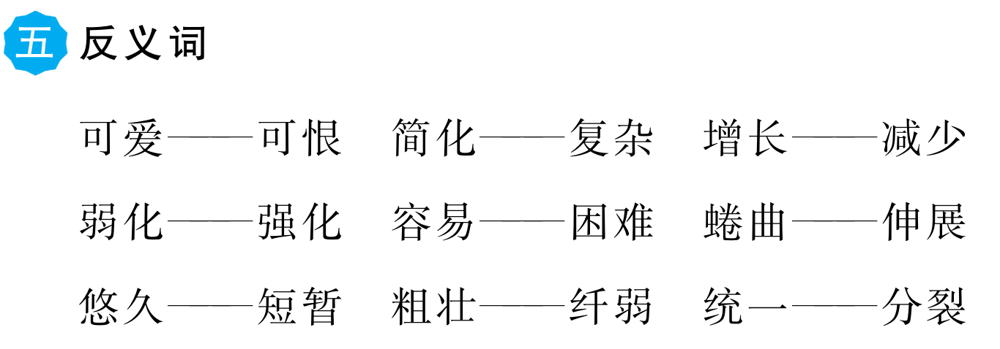 五 反义词
可爱——可恨 简化——复杂 增长——减少
弱化——强化 容易——困难 蜷曲——伸展
悠久——短暂 粗壮——纤弱 统一——分裂